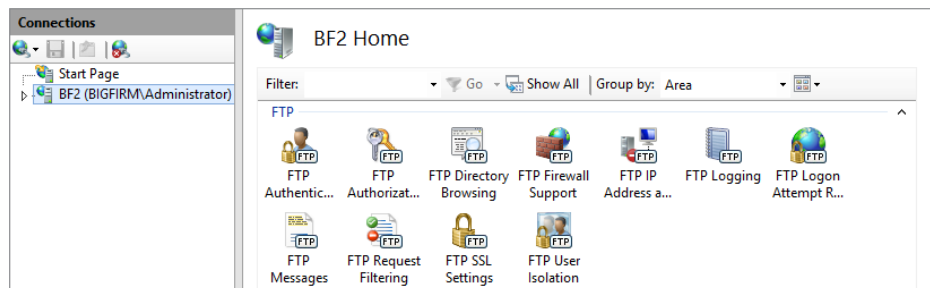 Connections
Start Page
BF2 (BIGFIRM\Administrator)
BF2 Home
Filter: Go Show All Group by: Area
FTP
FTP FTP FTP FTP FTP FTP FTP
FTP FTP FTP Directory FTP Firewall FTP IP FTP Logging FTP Logon
Authentic... Authorizat... Browsing Support Address a... Attempt R...
FTP FTP FTP FTP
FTP FTP Request FTP SSL FTP User
Messages Filtering Settings Isolation